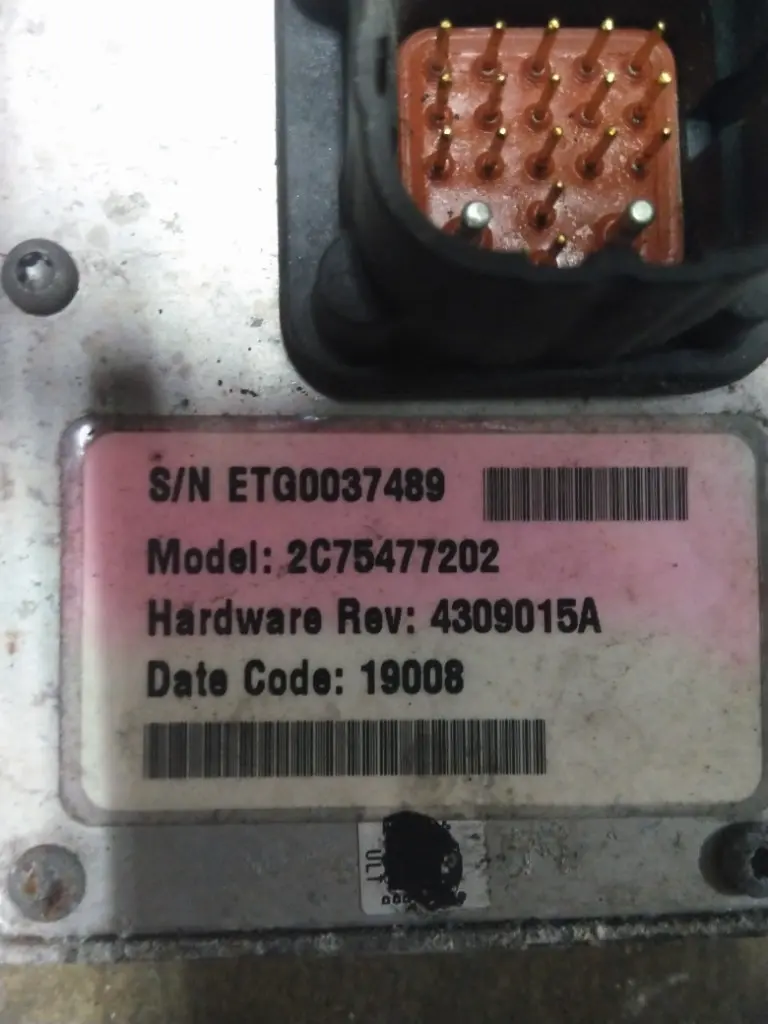 S/N ETG0037489
Model: 2C75477202
Hardware Rev: 4309015A
Date Code: 19008